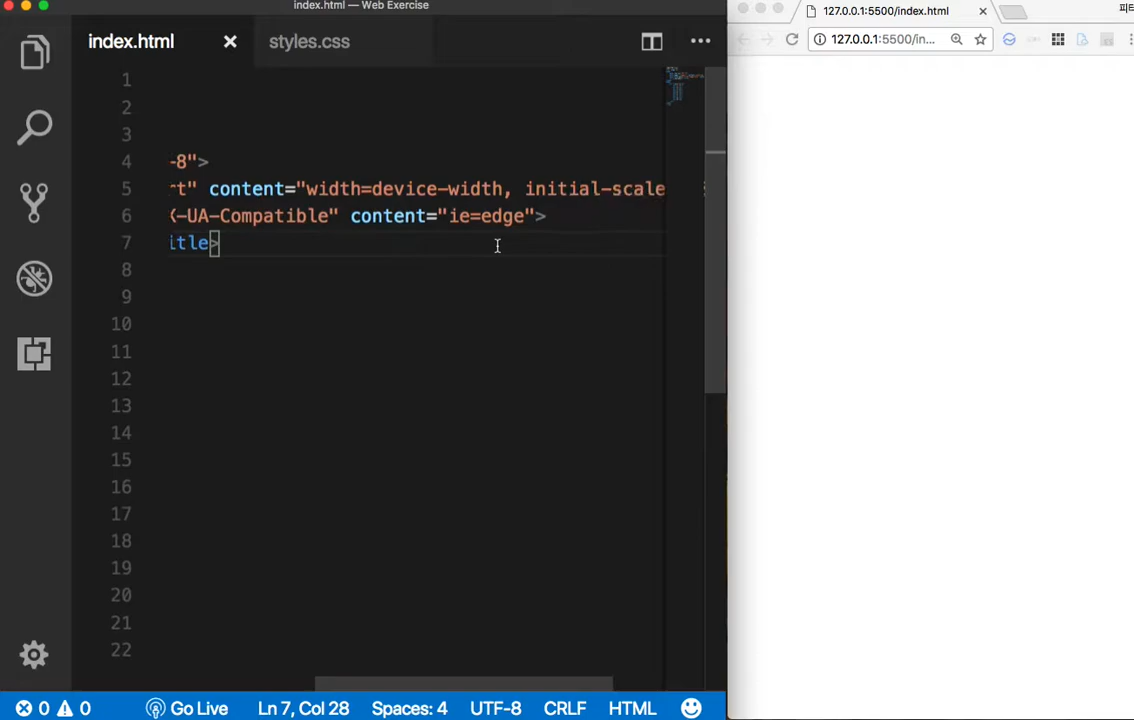 index.html — Web Exercise
index.html
styles.css
1
2
3
4 -8">
5 rt" content="width=device-width, initial-scale
6 X-UA-Compatible" content="ie=edge">
7 itle>
8
9
10
11
12
13
14
15
16
17
18
19
20
21
22
0 0 Go Live Ln 7, Col 28 Spaces: 4 UTF-8 CRLF HTML
127.0.0.1:5500/index.html
127.0.0.1:5500/in...